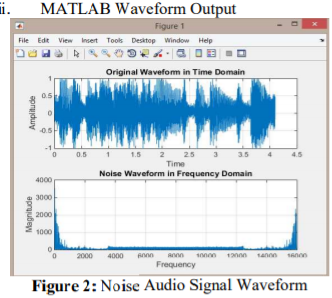 ii. MATLAB Waveform Output
Figure 1
File Edit View Insert Tools Desktop Window Help
Original Waveform in Time Domain
Amplitude
1
0.5
0
-0.5
-1
0 0.5 1 1.5 2 2.5 3 3.5 4 4.5
Time
Noise Waveform in Frequency Domain
Magnitude
4000
3000
2000
1000
0
0 2000 4000 6000 8000 10000 12000 14000 16000
Frequency
Figure 2: Noise Audio Signal Waveform